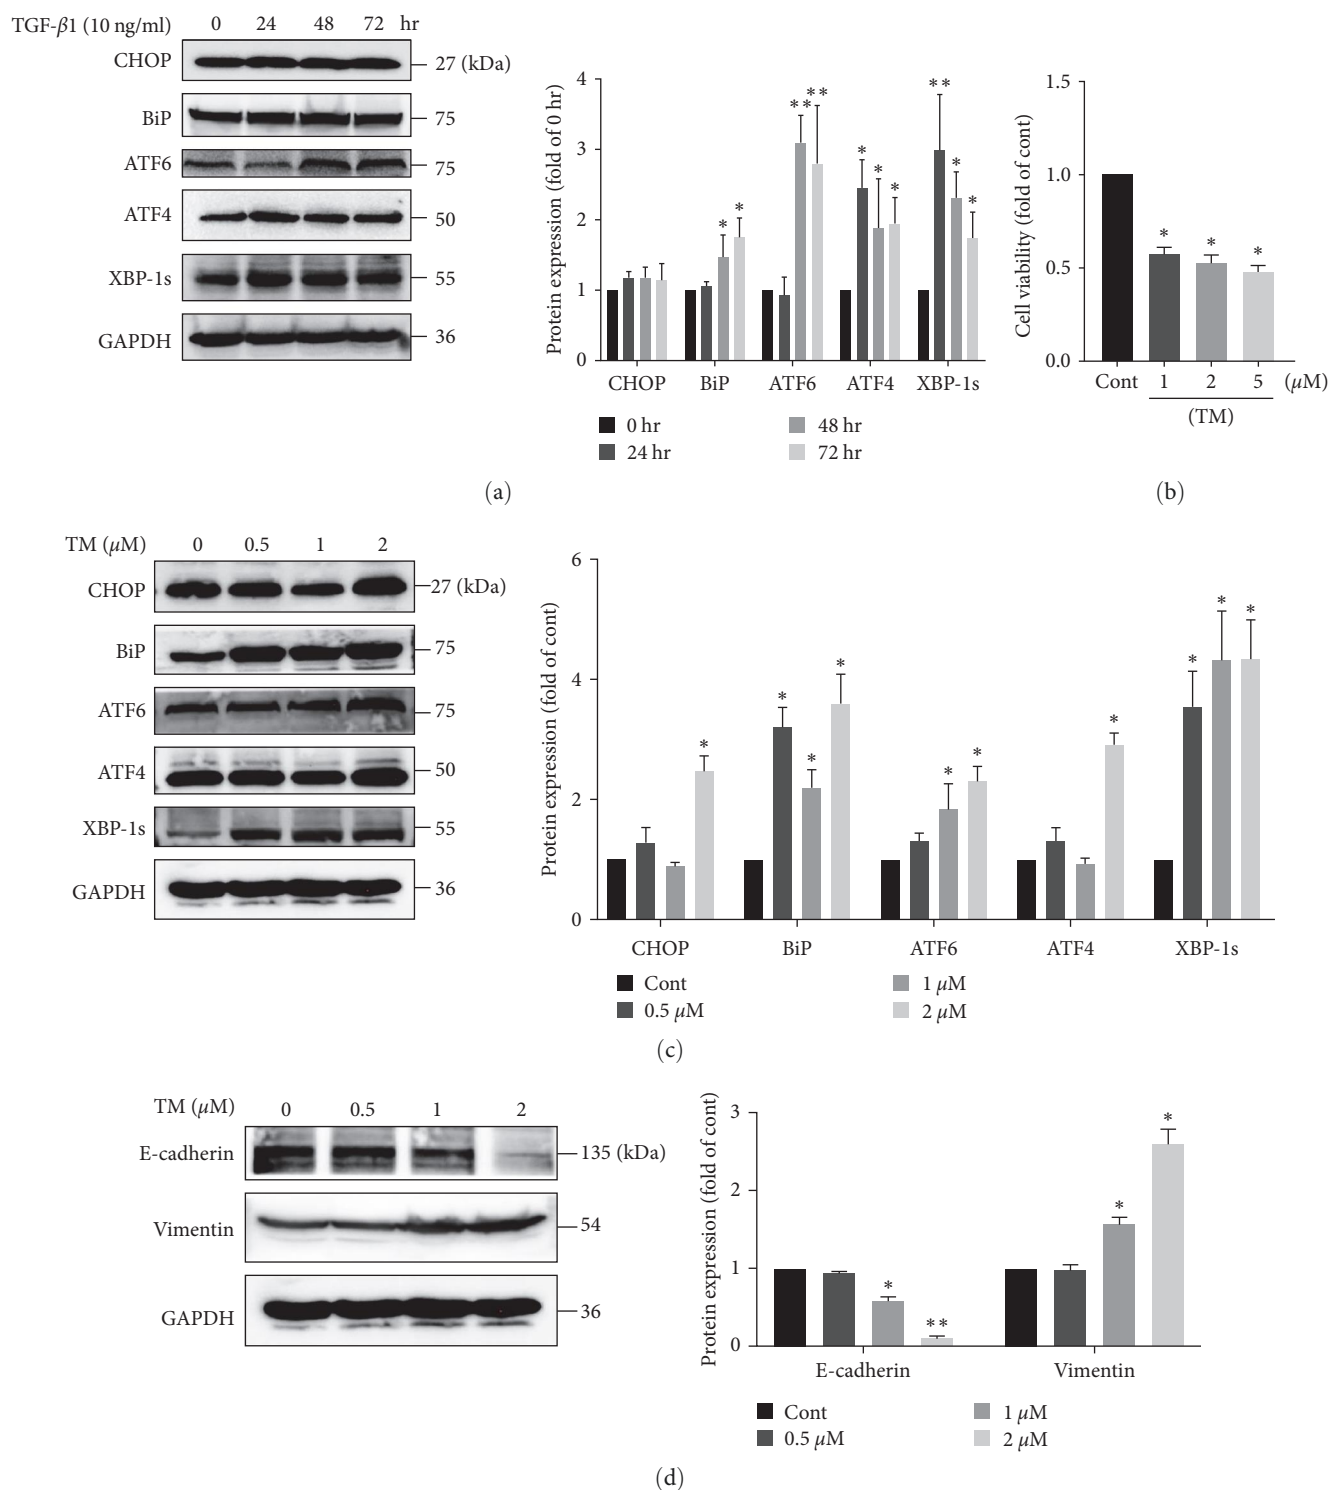 TGF-β1 (10 ng/ml) 0 24 48 72 hr
CHOP 27 (kDa)
BiP 75
ATF6 75
ATF4 50
XBP-1s 55
GAPDH 36
Protein expression (fold of 0 hr)
4
3
2
1
0
** ** * * * * * ** * *
CHOP BiP ATF6 ATF4 XBP-1s
0 hr 48 hr
24 hr 72 hr
(a)
Cell viability (fold of cont)
1.5
1.0
0.5
0.0
* * *
Cont 1 2 5 (μM)
(TM)
(b)
TM (μM) 0 0.5 1 2
CHOP 27 (kDa)
BiP 75
ATF6 75
ATF4 50
XBP-1s 55
GAPDH 36
Protein expression (fold of cont)
6
4
2
0
* * * * * * * * * *
CHOP BiP ATF6 ATF4 XBP-1s
Cont 1 μM
0.5 μM 2 μM
(c)
TM (μM) 0 0.5 1 2
E-cadherin 135 (kDa)
Vimentin 54
GAPDH 36
Protein expression (fold of cont)
3
2
1
0
* ** * *
E-cadherin Vimentin
Cont 1 μM
0.5 μM 2 μM
(d)